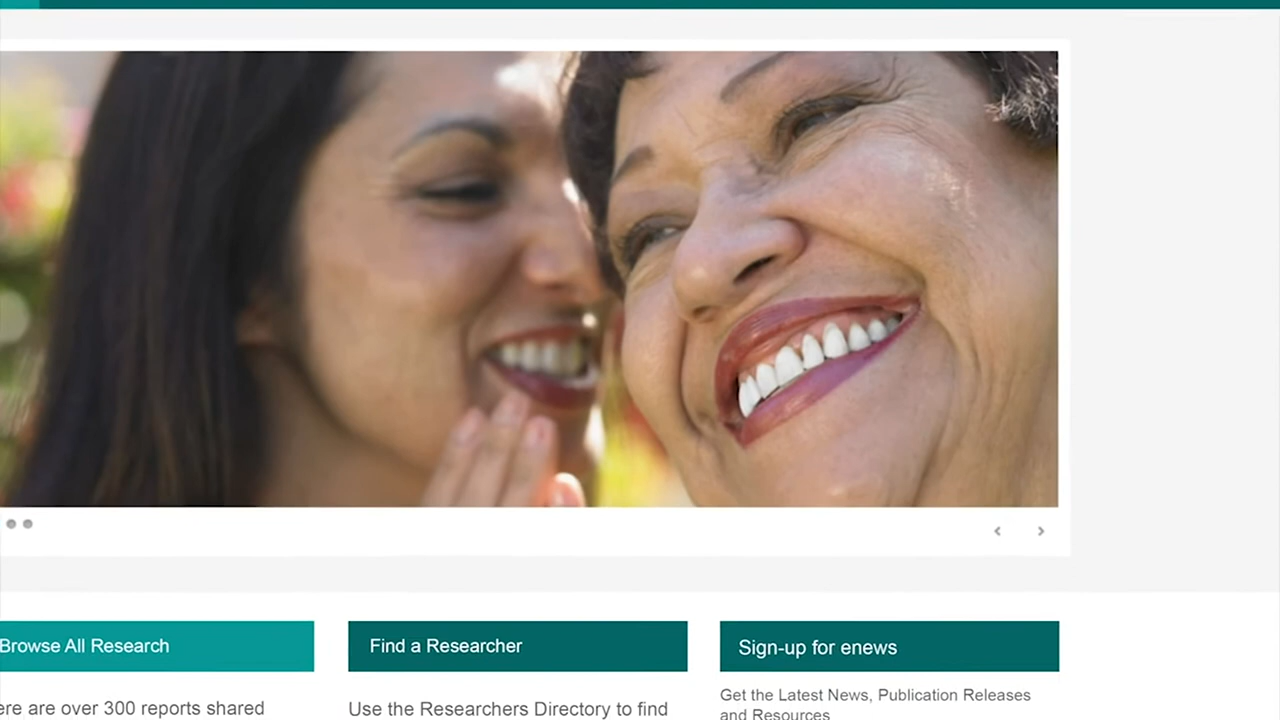 Browse All Research
Find a Researcher
Sign-up for enews
ere are over 300 reports shared
Use the Researchers Directory to find
Get the Latest News, Publication Releases
and Resources